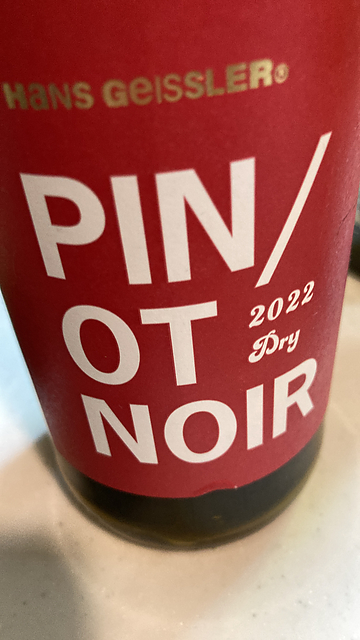 HaNS GeISSLER®
PIN/
OT
2022
Dry
NOIR